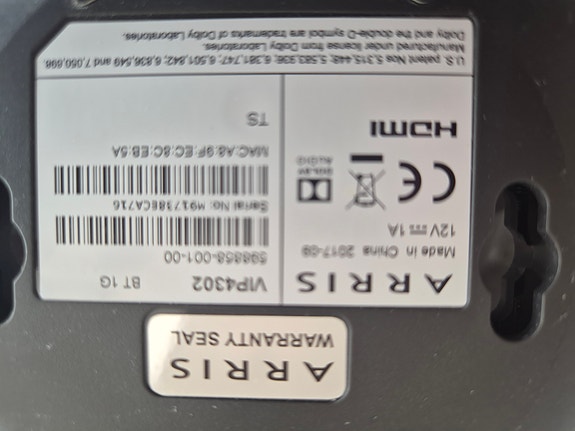 ARRIS
WARRANTY SEAL
ARRIS
Made in China 2017-09
12V 1A
CE
DOLBY
AUDIO
HDMI
VIP4302 BT 1G
598858-001-00
Serial No: M91738ECA716
MAC:A8:9F:EC:8C:EB:5A
TS
U.S. patent Nos 5,315,448; 5,583,936; 6,381,747; 6,501,842; 6,836,549 and 7,050,698.
Manufactured under license from Dolby Laboratories.
Dolby and the double-D symbol are trademarks of Dolby Laboratories.